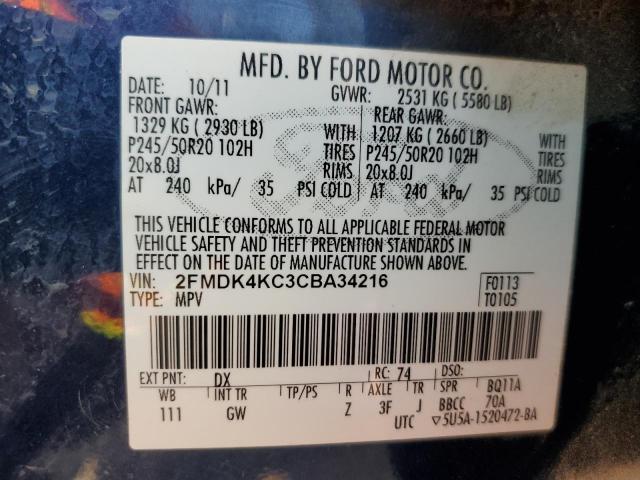 MFD. BY FORD MOTOR CO.
DATE: 10/11 GVWR: 2531 KG ( 5580 LB)
FRONT GAWR: REAR GAWR:
1329 KG ( 2930 LB) WITH 1207 KG ( 2660 LB) WITH
P245/50R20 102H TIRES P245/50R20 102H TIRES
20x8.0J RIMS 20x8.0J RIMS
AT 240 kPa/ 35 PSI COLD AT 240 kPa/ 35 PSI COLD
THIS VEHICLE CONFORMS TO ALL APPLICABLE FEDERAL MOTOR
VEHICLE SAFETY AND THEFT PREVENTION STANDARDS IN
EFFECT ON THE DATE OF MANUFACTURE SHOWN ABOVE.
VIN: 2FMDK4KC3CBA34216 F0113
TYPE: MPV T0105
EXT PNT: DX RC: 74 DSO:
WB INT TR TP/PS R AXLE TR SPR BQ11A
111 GW Z 3F J BBCC 70A
UTC ▽5U5A-1520472-BA